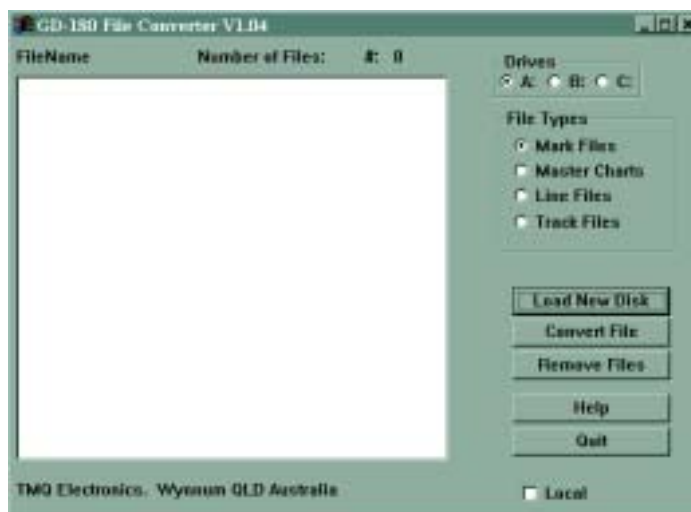 GD-180 File Converter V1.04
FileName Number of Files: #: 0
Drives
A: B: C:
File Types
Mark Files
Master Charts
Line Files
Track Files
Load New Disk
Convert File
Remove Files
Help
Quit
TMQ Electronics. Wynnum QLD Australia
Local